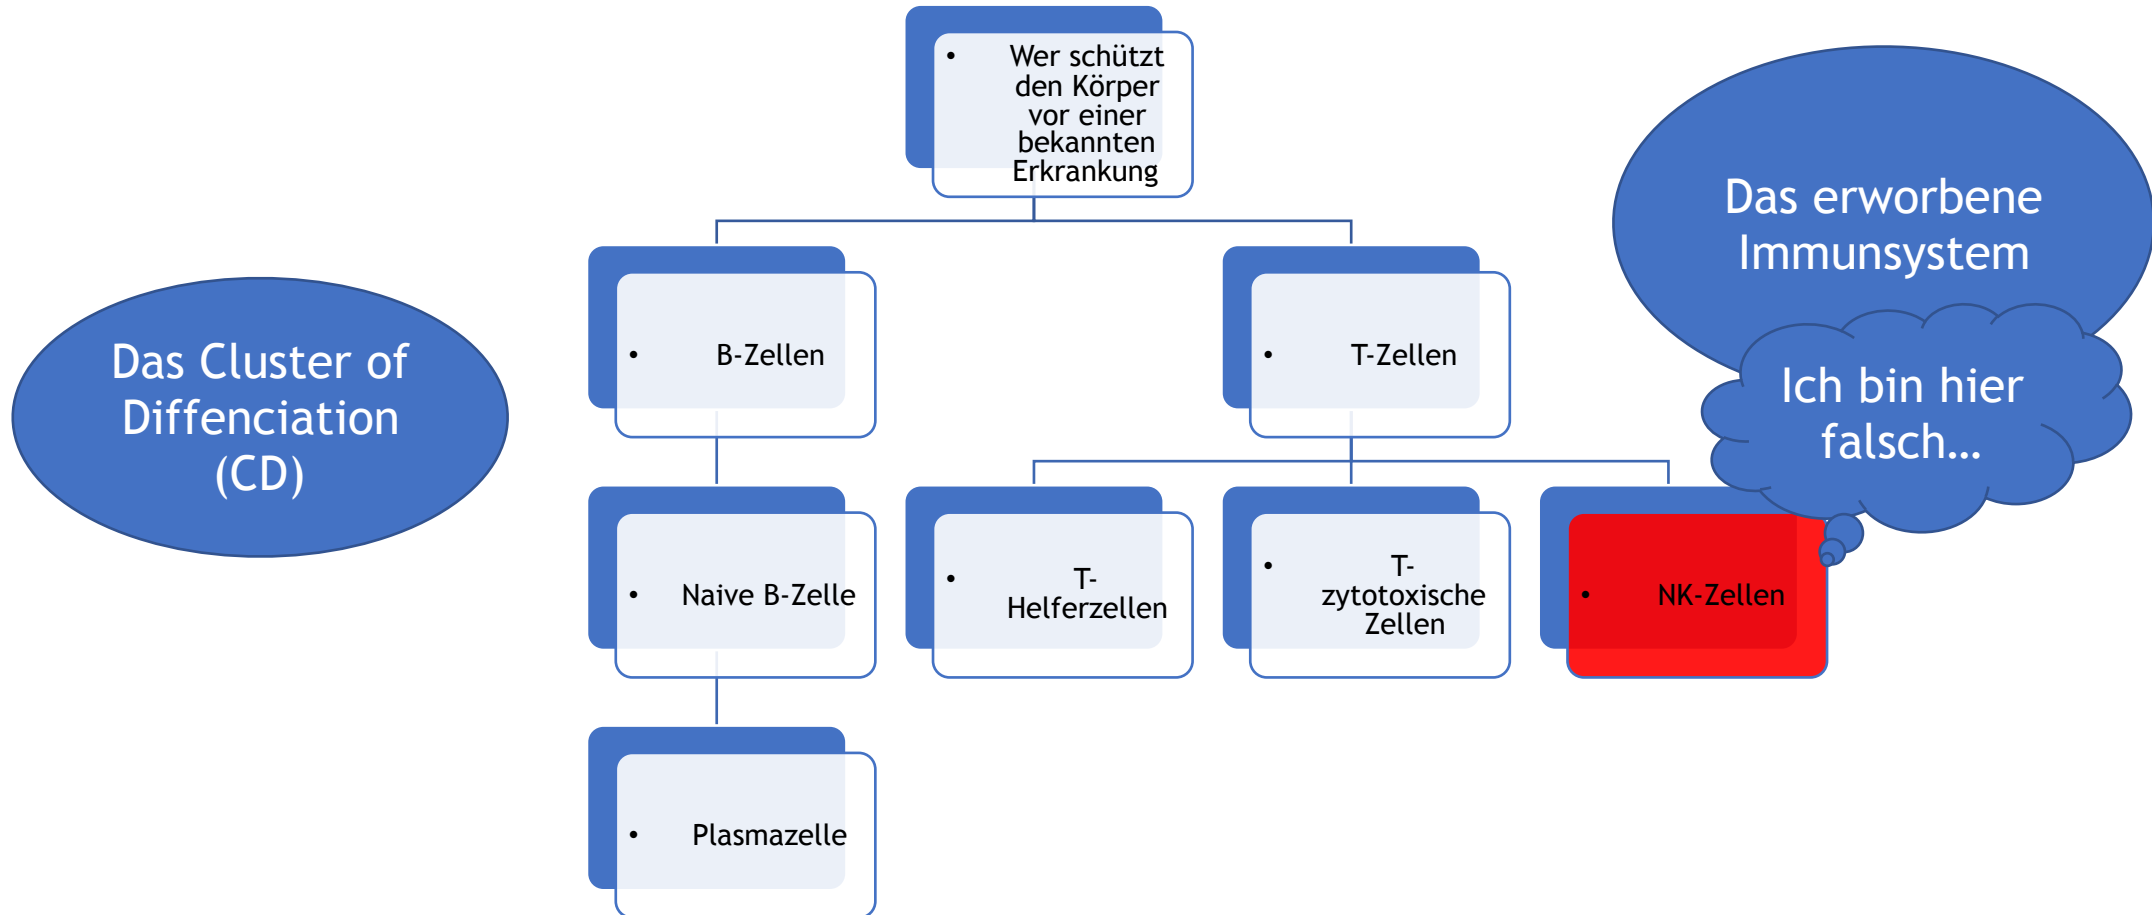 • Wer schützt
den Körper
vor einer
bekannten
Erkrankung
Das erworbene
Immunsystem
Das Cluster of
Diffenciation
(CD)
• B-Zellen
• T-Zellen
Ich bin hier
falsch…
• Naive B-Zelle
• T-
Helferzellen
• T-
zytotoxische
Zellen
• NK-Zellen
• Plasmazelle